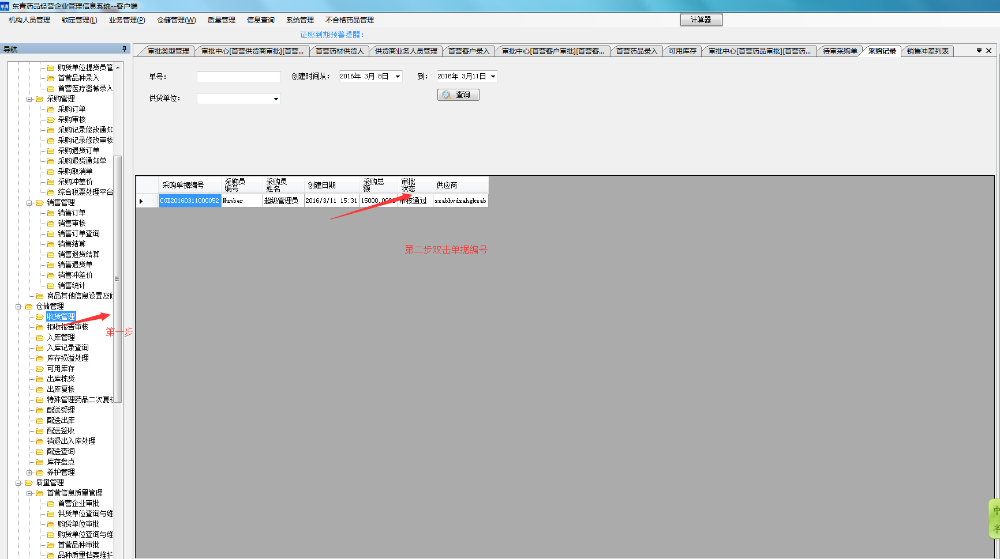 东青药品经营企业管理信息系统--客户端
机构人员管理 锁定管理(L) 业务管理(P) 仓储管理(W) 质量管理 信息查询 系统管理 不合格药品管理 计算器
证照到期预警提醒：
导航
审批类型管理 审批中心[首营供货商审批][首营... 首营药材供货人 供货商业务人员管理 首营客户录入 审批中心[首营客户审批][首营客... 首营药品录入 可用库存 审批中心[首营药品审批][首营药... 待审采购单 采购记录 销售冲差列表
单号： 创建时间从： 2016年 3月 8日 到： 2016年 3月11日
供货单位： 查询
采购单据编号 采购员编号 采购员姓名 创建日期 采购总额 审批状态 供应商
CGD20160311000052 Number 超级管理员 2016/3/11 15:31 15000.00 审核通过 ssabhvdsahgksab
第二步双击单据编号
购货单位提货员管
首营品种录入
首营医疗器械录入
采购管理
采购订单
采购审核
采购记录修改通知
采购记录修改审核
采购退货订单
采购退货通知单
采购取消单
采购冲差价
综合税票处理平台
销售管理
销售订单
销售审核
销售订单查询
销售结算
销售退货结算
销售退货单
销售冲差价
销售统计
商品其他信息设置及
仓储管理
收货管理
拒收报告审核
第一步
入库管理
入库记录查询
库存损溢处理
可用库存
出库拣货
出库复核
特殊管理药品二次复核
配送受理
配送出库
配送签收
销退出入库处理
配送查询
库存盘点
养护管理
质量管理
首营信息质量管理
首营企业审批
供货单位查询与维
购货单位审批
购货单位查询与维
首营品种审批
品种质量档案维护
中
半